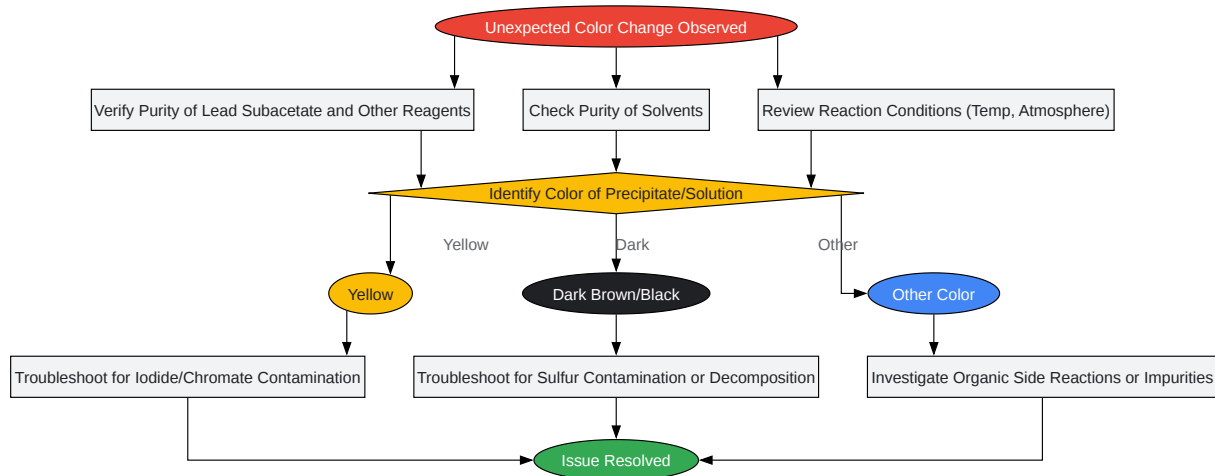 Unexpected Color Change Observed
Verify Purity of Lead Subacetate and Other Reagents
Check Purity of Solvents
Review Reaction Conditions (Temp, Atmosphere)
Identify Color of Precipitate/Solution
Yellow
Dark
Other
Yellow
Dark Brown/Black
Other Color
Troubleshoot for Iodide/Chromate Contamination
Troubleshoot for Sulfur Contamination or Decomposition
Investigate Organic Side Reactions or Impurities
Issue Resolved